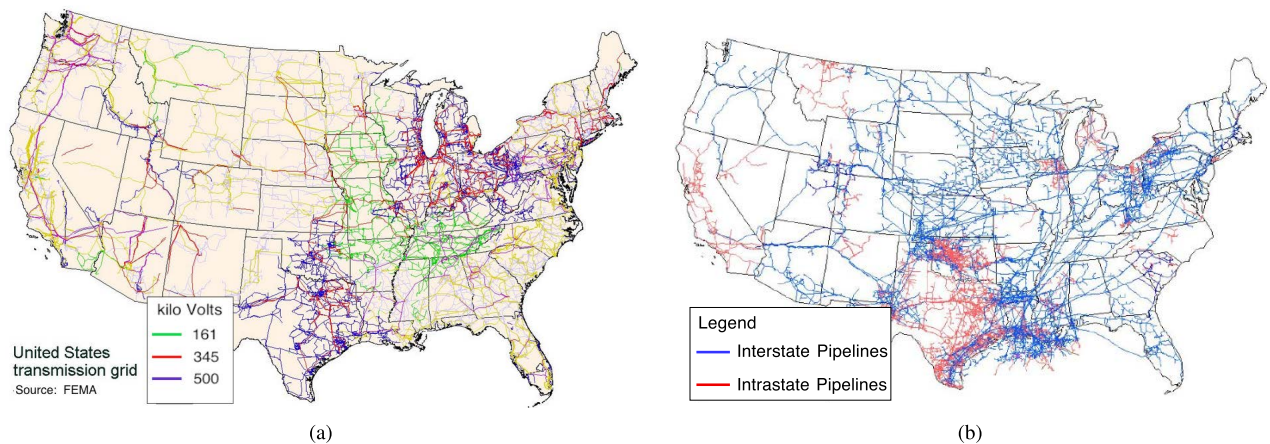 kilo Volts
161
345
500
United States
transmission grid
Source: FEMA
(a)
Legend
Interstate Pipelines
Intrastate Pipelines
(b)